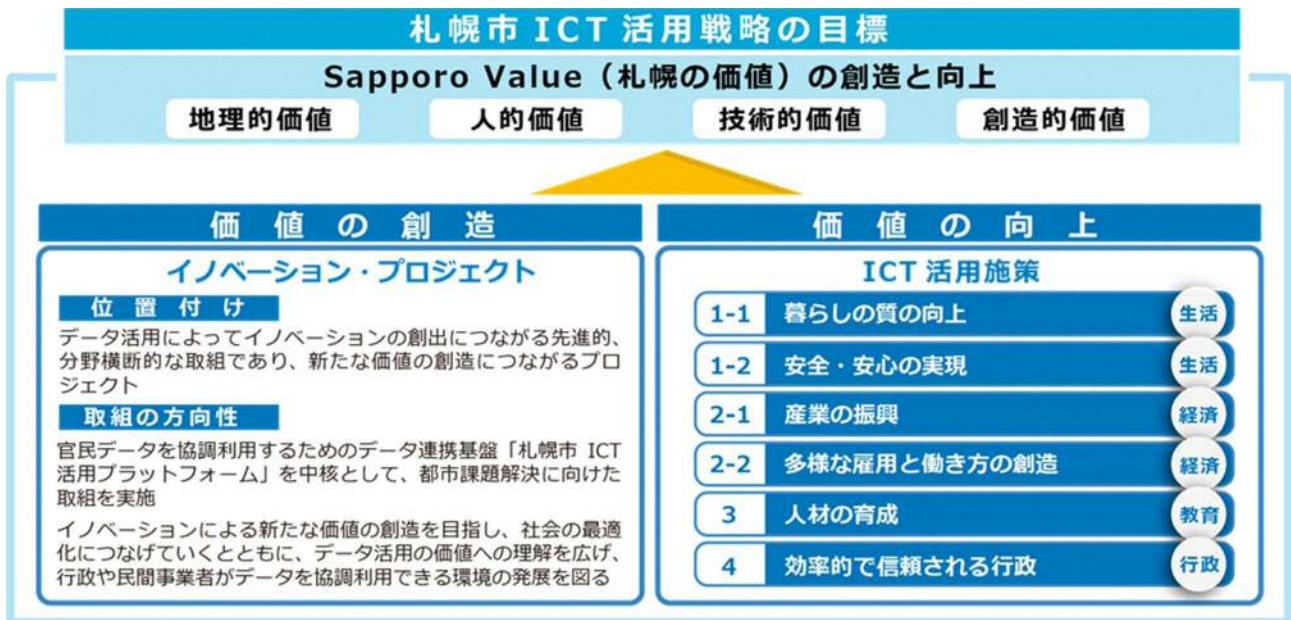 札幌市 ICT 活用戦略の目標
Sapporo Value（札幌の価値）の創造と向上
地理的価値
人的価値
技術的価値
創造的価値
価値の創造
イノベーション・プロジェクト
位置付け
データ活用によってイノベーションの創出につながる先進的、
分野横断的な取組であり、新たな価値の創造につながるプロ
ジェクト
取組の方向性
官民データを協調利用するためのデータ連携基盤「札幌市 ICT
活用プラットフォーム」を中核として、都市課題解決に向けた
取組を実施
イノベーションによる新たな価値の創造を目指し、社会の最適
化につなげていくとともに、データ活用の価値への理解を広げ、
行政や民間事業者がデータを協調利用できる環境の発展を図る
価値の向上
ICT 活用施策
1-1 暮らしの質の向上 生活
1-2 安全・安心の実現 生活
2-1 産業の振興 経済
2-2 多様な雇用と働き方の創造 経済
3 人材の育成 教育
4 効率的で信頼される行政 行政